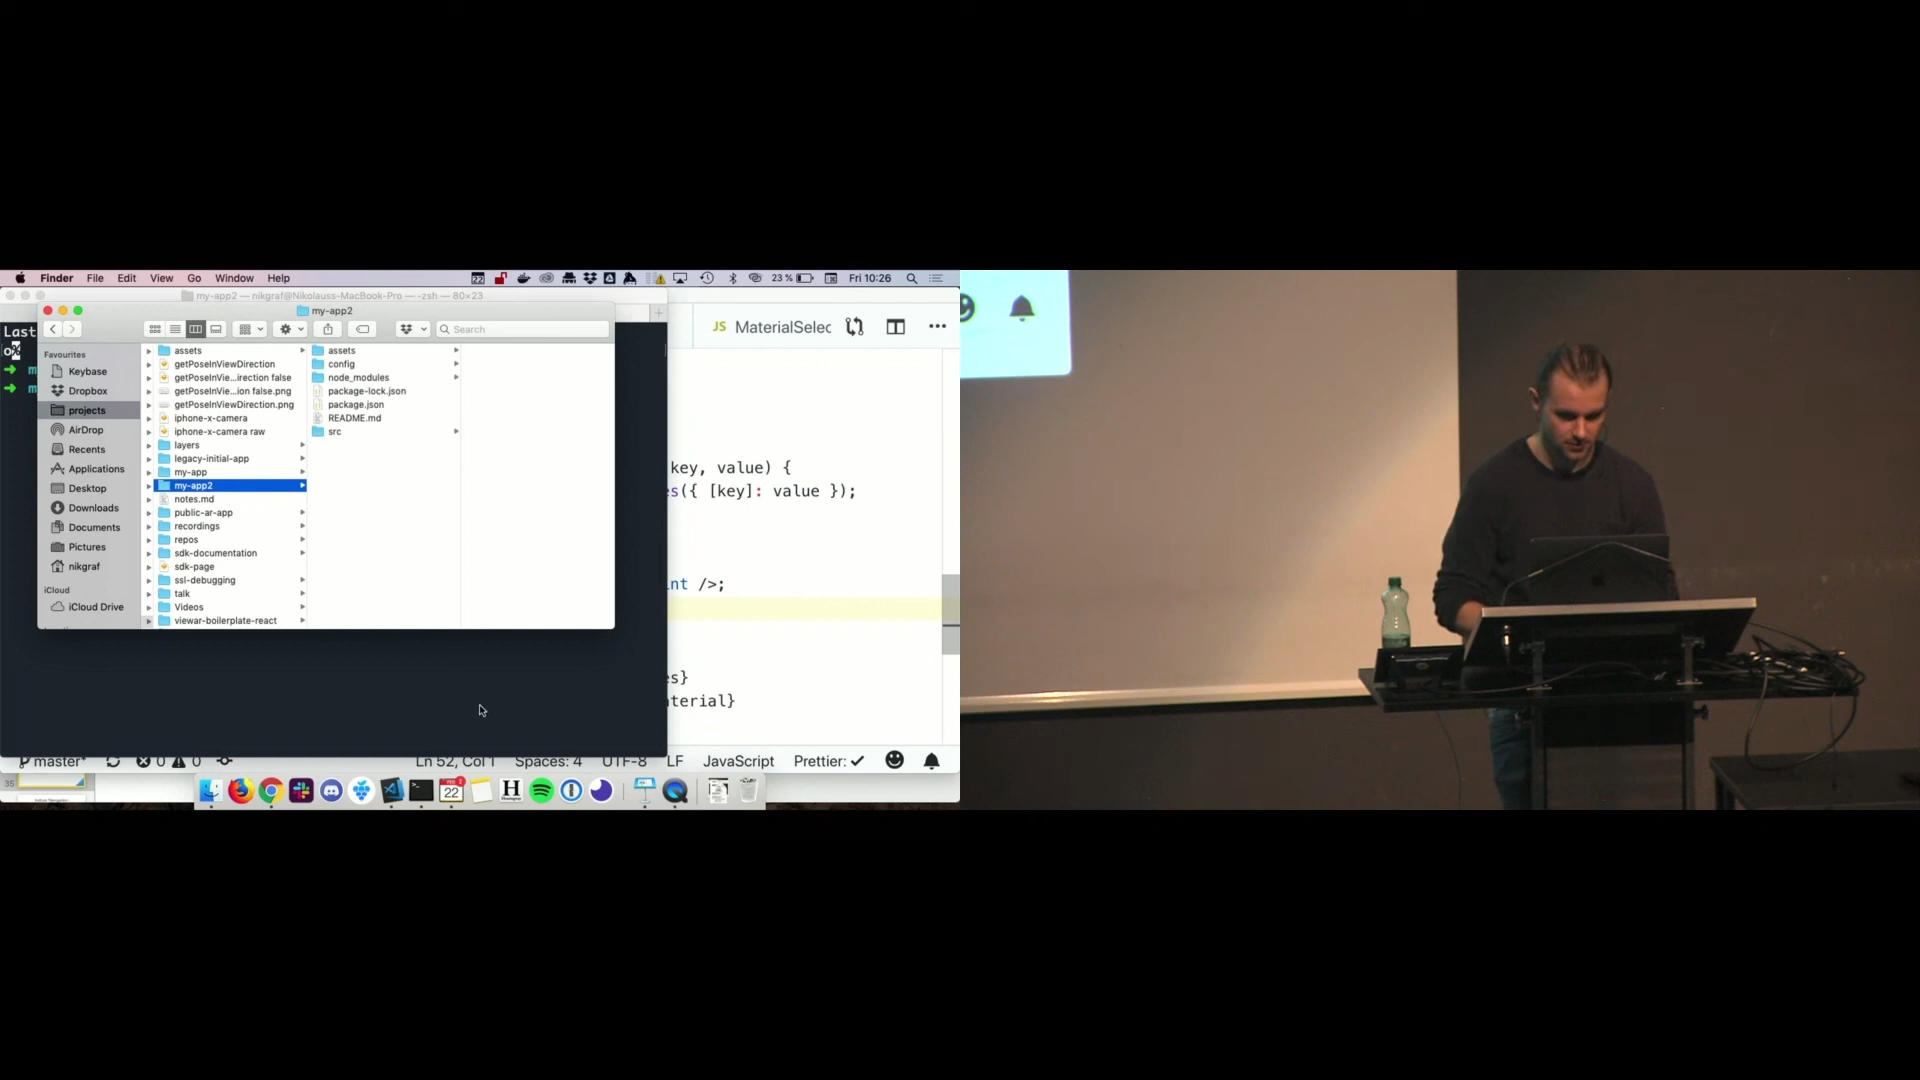 Finder File Edit View Go Window Help 22 23 % Fri 10:26
my-app2 — nikgraf@Nikolauss-MacBook-Pro — -zsh — 80×23
my-app2
Search
Last
o%
m
m
Favourites
Keybase
Dropbox
projects
AirDrop
Recents
Applications
Desktop
Downloads
Documents
Pictures
nikgraf
iCloud
iCloud Drive
assets
getPoseInViewDirection
getPoseInVie...irection false
getPoseInVie...ion false.png
getPoseInViewDirection.png
iphone-x-camera
iphone-x-camera raw
layers
legacy-initial-app
my-app
my-app2
notes.md
public-ar-app
recordings
repos
sdk-documentation
sdk-page
ssl-debugging
talk
Videos
viewar-boilerplate-react
assets
config
node_modules
package-lock.json
package.json
README.md
src
JS MaterialSelec
key, value) {
s({ [key]: value });
int />;
s}
terial}
master* 0 0 Ln 52, Col 1 Spaces: 4 UTF-8 LF JavaScript Prettier: ✓
35
22
H